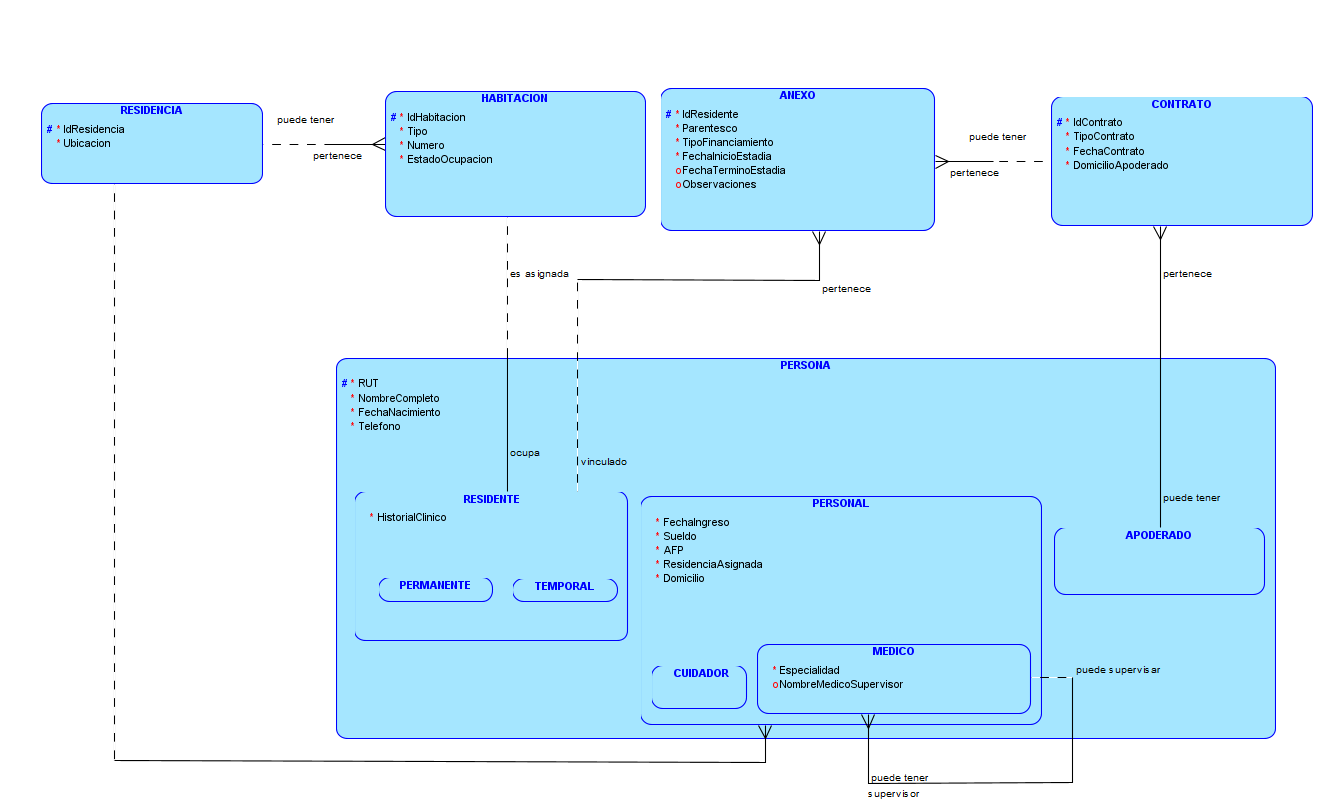 RESIDENCIA
# * IdResidencia
* Ubicacion
puede tener
pertenece
HABITACION
# * IdHabitacion
* Tipo
* Numero
* EstadoOcupacion
ANEXO
# * IdResidente
* Parentesco
* TipoFinanciamiento
* FechaInicioEstadia
o FechaTerminoEstadia
o Observaciones
puede tener
pertenece
CONTRATO
# * IdContrato
* TipoContrato
* FechaContrato
* DomicilioApoderado
es asignada
pertenece
pertenece
PERSONA
# * RUT
* NombreCompleto
* FechaNacimiento
* Telefono
ocupa
vinculado
puede tener
RESIDENTE
* HistorialClinico
PERMANENTE
TEMPORAL
PERSONAL
* FechaIngreso
* Sueldo
* AFP
* ResidenciaAsignada
* Domicilio
APODERADO
CUIDADOR
MEDICO
* Especialidad
o NombreMedicoSupervisor
puede supervisar
puede tener
supervisor